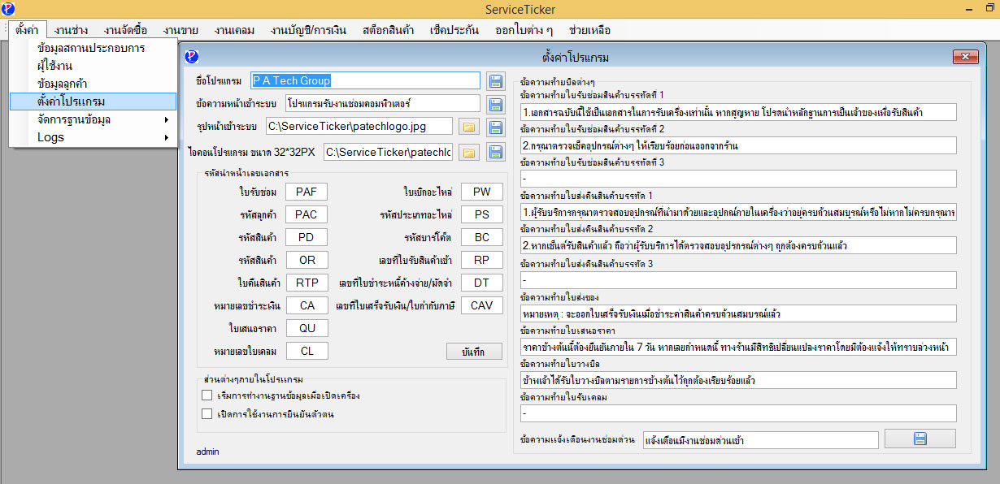 ServiceTicker
ตั้งค่า งานช่าง งานจัดซื้อ งานขาย งานเคลม งานบัญชี/การเงิน สต็อกสินค้า เช็คประกัน ออกใบต่าง ๆ ช่วยเหลือ
ข้อมูลสถานประกอบการ
ผู้ใช้งาน
ข้อมูลลูกค้า
ตั้งค่าโปรแกรม
จัดการฐานข้อมูล
Logs
ตั้งค่าโปรแกรม
ชื่อโปรแกรม P A Tech Group
ข้อความหน้าเข้าระบบ โปรแกรมรับงานซ่อมคอมพิวเตอร์
รูปหน้าเข้าระบบ C:\ServiceTicker\patechlogo.jpg
ไอคอนโปรแกรม ขนาด 32*32PX C:\ServiceTicker\patechlc
รหัสนำหน้าเลขเอกสาร
ใบรับซ่อม PAF ใบเบิกอะไหล่ PW
รหัสลูกค้า PAC รหัสประเภทอะไหล่ PS
รหัสสินค้า PD รหัสบาร์โค๊ต BC
รหัสสินค้า OR เลขที่ใบรับสินค้าเข้า RP
ใบคืนสินค้า RTP เลขที่ใบชำระหนี้ค้างจ่าย/มัดจำ DT
หมายเลขชำระเงิน CA เลขที่ใบเสร็จรับเงิน/ใบกำกับภาษี CAV
ใบเสนอราคา QU
หมายเลขใบเคลม CL
บันทึก
ส่วนต่างๆภายในโปรแกรม
เริ่มการทำงานฐานข้อมูลเมื่อเปิดเครื่อง
เปิดการใช้งานการยืนยันตัวตน
admin
ข้อความท้ายบิลต่างๆ
ข้อความท้ายใบรับซ่อมสินค้าบรรทัดที่ 1
1.เอกสารฉบับนี้ใช้เป็นเอกสารในการรับเครื่องเท่านั้น หากสูญหาย โปรดนำหลักฐานการเป็นเจ้าของเพื่อรับสินค้า
ข้อความท้ายใบรับซ่อมสินค้าบรรทัดที่ 2
2.กรุณาตรวจเช็คอุปกรณ์ต่างๆ ให้เรียบร้อยก่อนออกจากร้าน
ข้อความท้ายใบรับซ่อมสินค้าบรรทัดที่ 3
-
ข้อความท้ายใบส่งคืนสินค้าบรรทัด 1
1.ผู้รับบริการกรุณาตรวจสอบอุปกรณ์ที่นำมาด้วยและอุปกณ์ภายในเครื่องว่าอยู่ครบถ้วนสมบูรณ์หรือไม่หากไม่ครบกรุณาท
ข้อความท้ายใบส่งคืนสินค้าบรรทัด 2
2.หากเซ็นต์รับสินค้าแล้ว ถือว่าผู้รับบริการได้ตรวจสอบอุปรกรณ์ต่างๆ ถูกต้องครบถ้วนแล้ว
ข้อความท้ายใบส่งคืนสินค้าบรรทัด 3
-
ข้อความท้ายใบส่งของ
หมายเหตุ : จะออกใบเสร็จรับเงินเมื่อชำระค่าสินค้าครบถ้วนสมบรณ์แล้ว
ข้อความท้ายใบเสนอราคา
ราคาข้างต้นนี้ต้องยืนยันภายใน 7 วัน หากเลยกำหนดนี้ ทางร้านมีสิทธิเปลี่ยนแปลงราคาโดยมิต้องแจ้งให้ทราบล่วงหน้า
ข้อความท้ายใบวางบิล
ข้าพเจ้าได้รับใบวางบิลตามรายการข้างต้นไว้ถูกต้องเรียบร้อยแล้ว
ข้อความท้ายใบรับเคลม
-
ข้อความแจ้งเตือนงานซ่อมด่วน แจ้งเตือนมีงานซ่อมด่วนเข้า